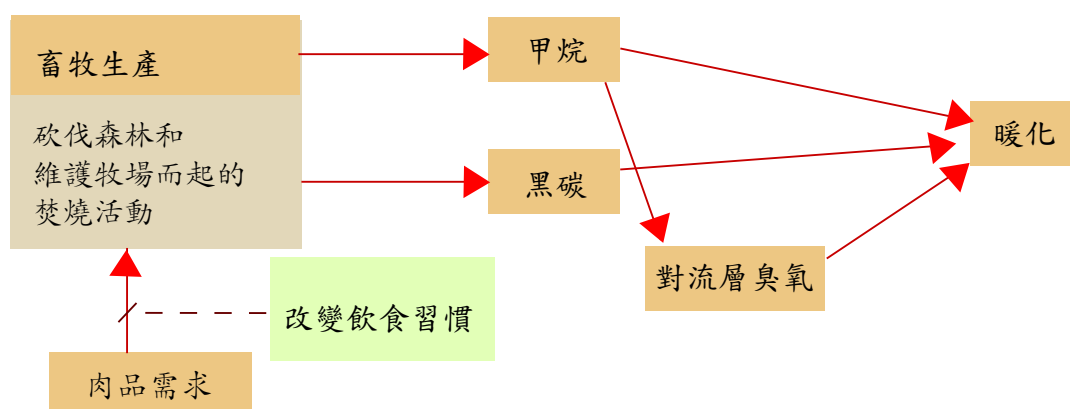 畜牧生產
砍伐森林和
維護牧場而起的
焚燒活動
甲烷
黑碳
暖化
對流層臭氧
改變飲食習慣
肉品需求